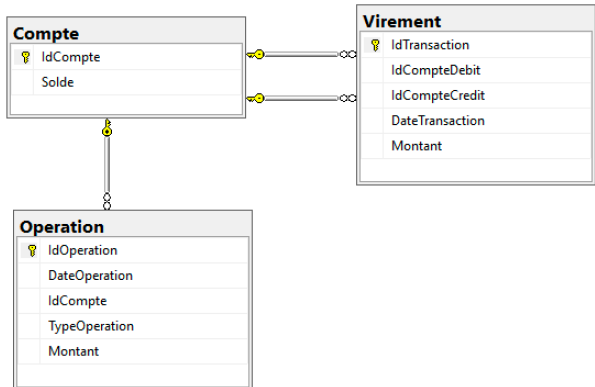 Compte
IdCompte
Solde
Virement
IdTransaction
IdCompteDebit
IdCompteCredit
DateTransaction
Montant
Operation
IdOperation
DateOperation
IdCompte
TypeOperation
Montant